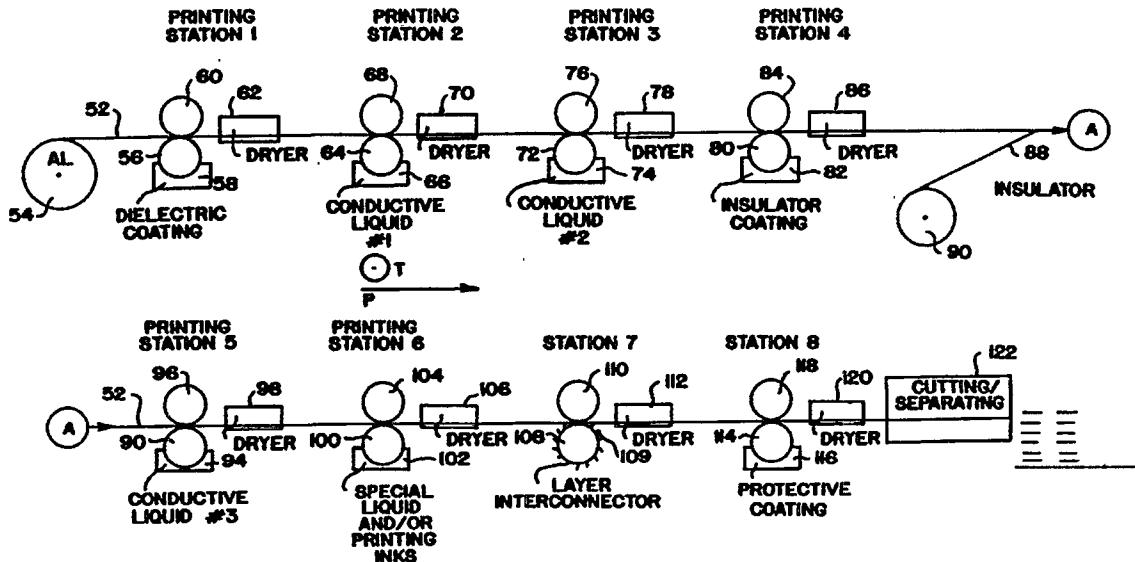 PRINTING STATION 1
PRINTING STATION 2
PRINTING STATION 3
PRINTING STATION 4
60
68
76
84
52
62
70
78
86
AL
54
56
58
DRYER
64
66
DRYER
72
74
DRYER
80
82
DRYER
A
88
INSULATOR
90
DIELECTRIC COATING
CONDUCTIVE LIQUID #1
CONDUCTIVE LIQUID #2
INSULATOR COATING
T
P
PRINTING STATION 5
PRINTING STATION 6
STATION 7
STATION 8
96
104
110
118
122
52
98
106
112
120
CUTTING/
SEPARATING
A
90
94
DRYER
100
102
DRYER
108
109
DRYER
114
116
DRYER
CONDUCTIVE LIQUID #3
SPECIAL LIQUID AND/OR PRINTING INKS
LAYER INTERCONNECTOR
PROTECTIVE COATING